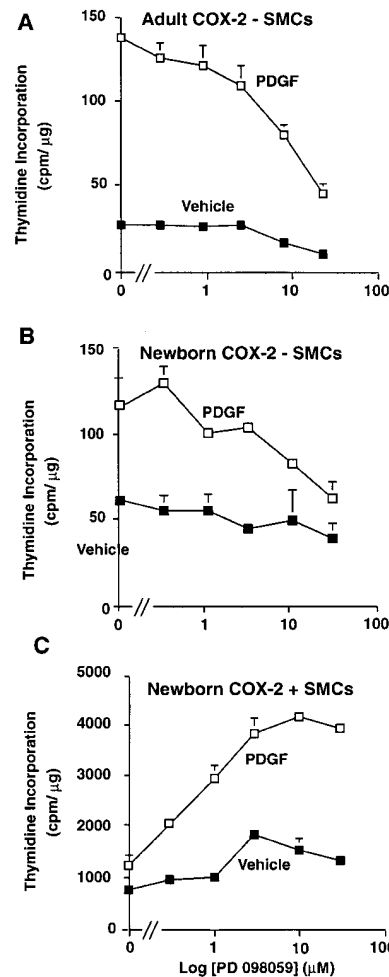 A
Adult COX-2 - SMCs
150
100
50
0
Thymidine Incorporation
(cpm/ μg)
PDGF
Vehicle
0
//
1
10
100
B
Newborn COX-2 - SMCs
150
100
50
0
Thymidine Incorporation
(cpm/ μg)
PDGF
Vehicle
0
//
1
10
100
C
Newborn COX-2 + SMCs
5000
4000
3000
2000
1000
0
Thymidine Incorporation
(cpm/ μg)
PDGF
Vehicle
0
//
1
10
100
Log [PD 098059] (μM)